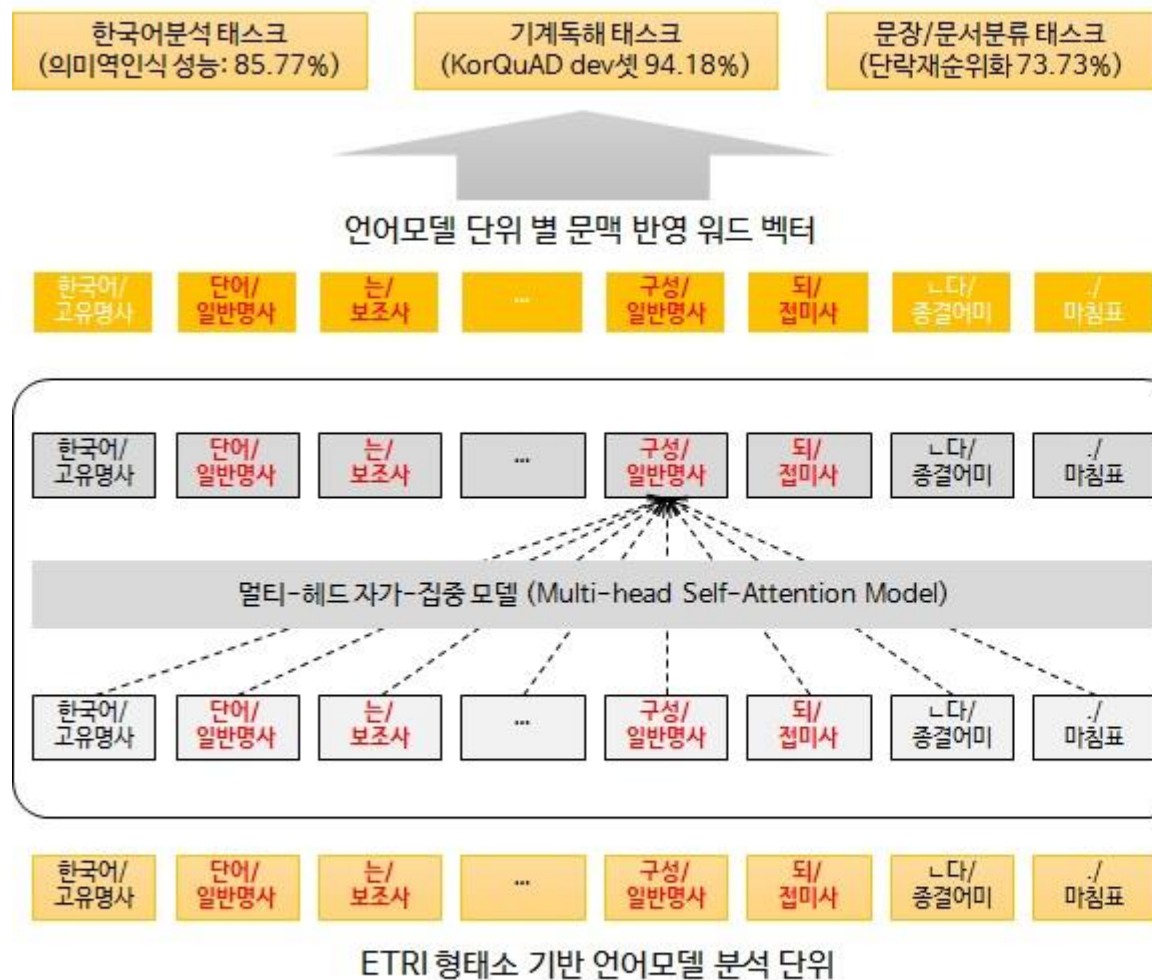 한국어분석 태스크
(의미역인식 성능: 85.77%)
기계독해 태스크
(KorQuAD dev셋 94.18%)
문장/문서분류 태스크
(단락재순위화 73.73%)
언어모델 단위 별 문맥 반영 워드 벡터
한국어/ 단어/ 는/ ... 구성/ 되/ ㄴ다/ ./
고유명사 일반명사 보조사 일반명사 접미사 종결어미 마침표
한국어/ 단어/ 는/ ... 구성/ 되/ ㄴ다/ ./
고유명사 일반명사 보조사 일반명사 접미사 종결어미 마침표
멀티-헤드 자가-집중 모델 (Multi-head Self-Attention Model)
한국어/ 단어/ 는/ ... 구성/ 되/ ㄴ다/ ./
고유명사 일반명사 보조사 일반명사 접미사 종결어미 마침표
한국어/ 단어/ 는/ ... 구성/ 되/ ㄴ다/ ./
고유명사 일반명사 보조사 일반명사 접미사 종결어미 마침표
ETRI 형태소 기반 언어모델 분석 단위